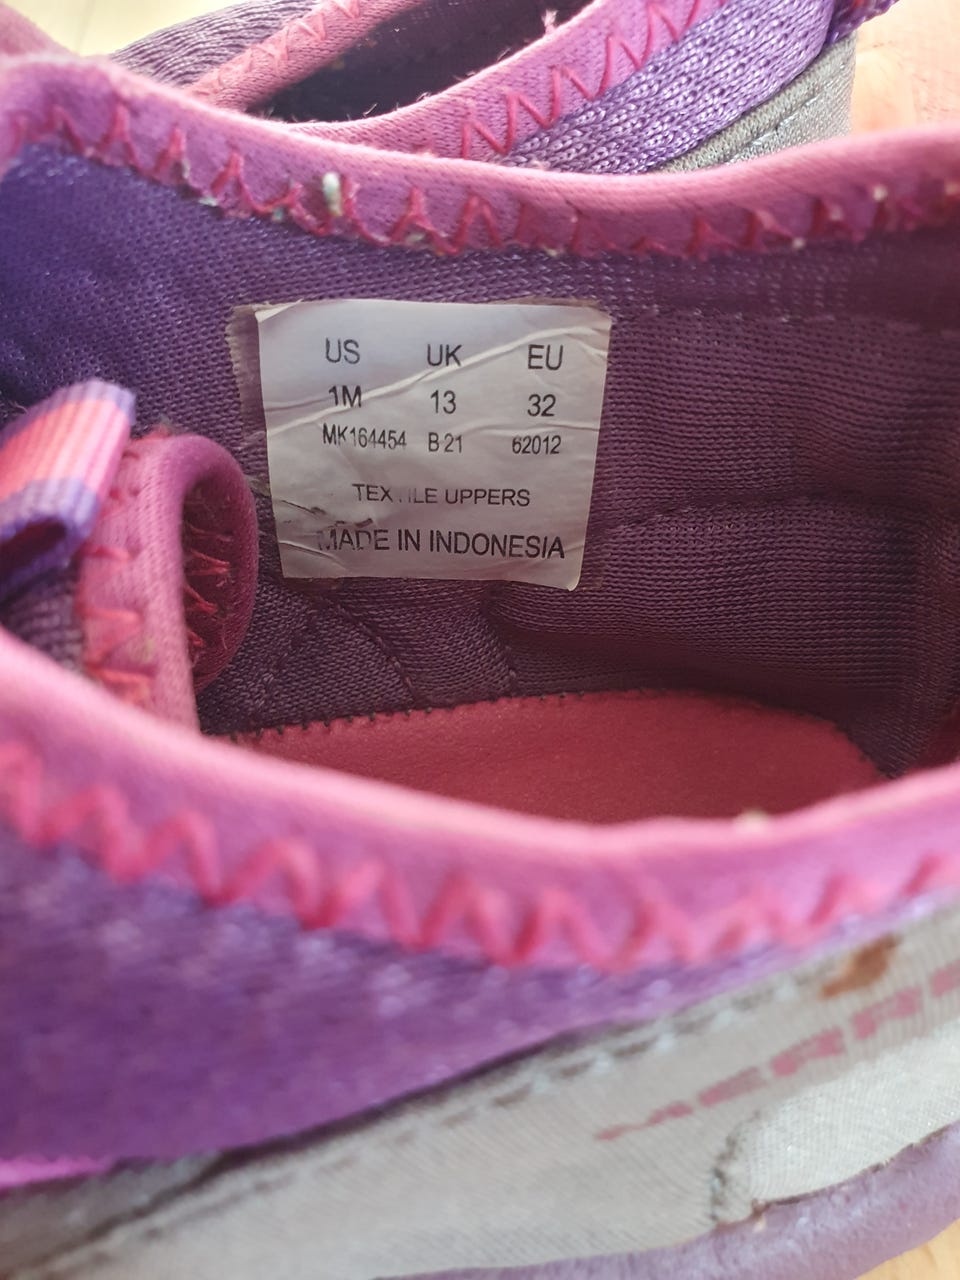 US UK EU
1M 13 32
MK164454 B21 62012
TEXTILE UPPERS
MADE IN INDONESIA